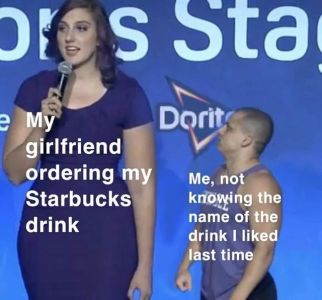 ons Stag
Doritos
My
girlfriend
ordering my
Starbucks
drink
Me, not
knowing the
name of the
drink I liked
last time